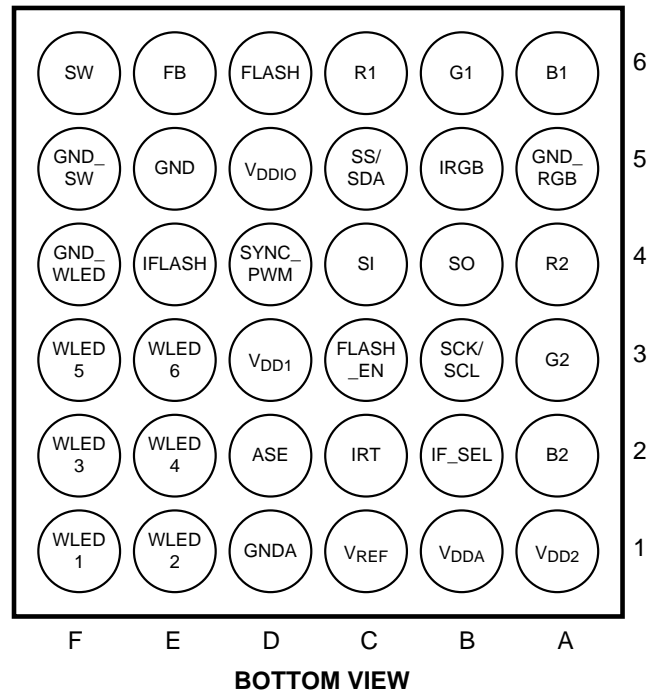 SW FB FLASH R1 G1 B1 6
GND_
SW GND VDDIO SS/
SDA IRGB GND_
RGB 5
GND_
WLED IFLASH SYNC_
PWM SI SO R2 4
WLED
5 WLED
6 VDD1 FLASH
_EN SCK/
SCL G2 3
WLED
3 WLED
4 ASE IRT IF_SEL B2 2
WLED
1 WLED
2 GNDA VREF VDDA VDD2 1
F E D C B A
BOTTOM VIEW